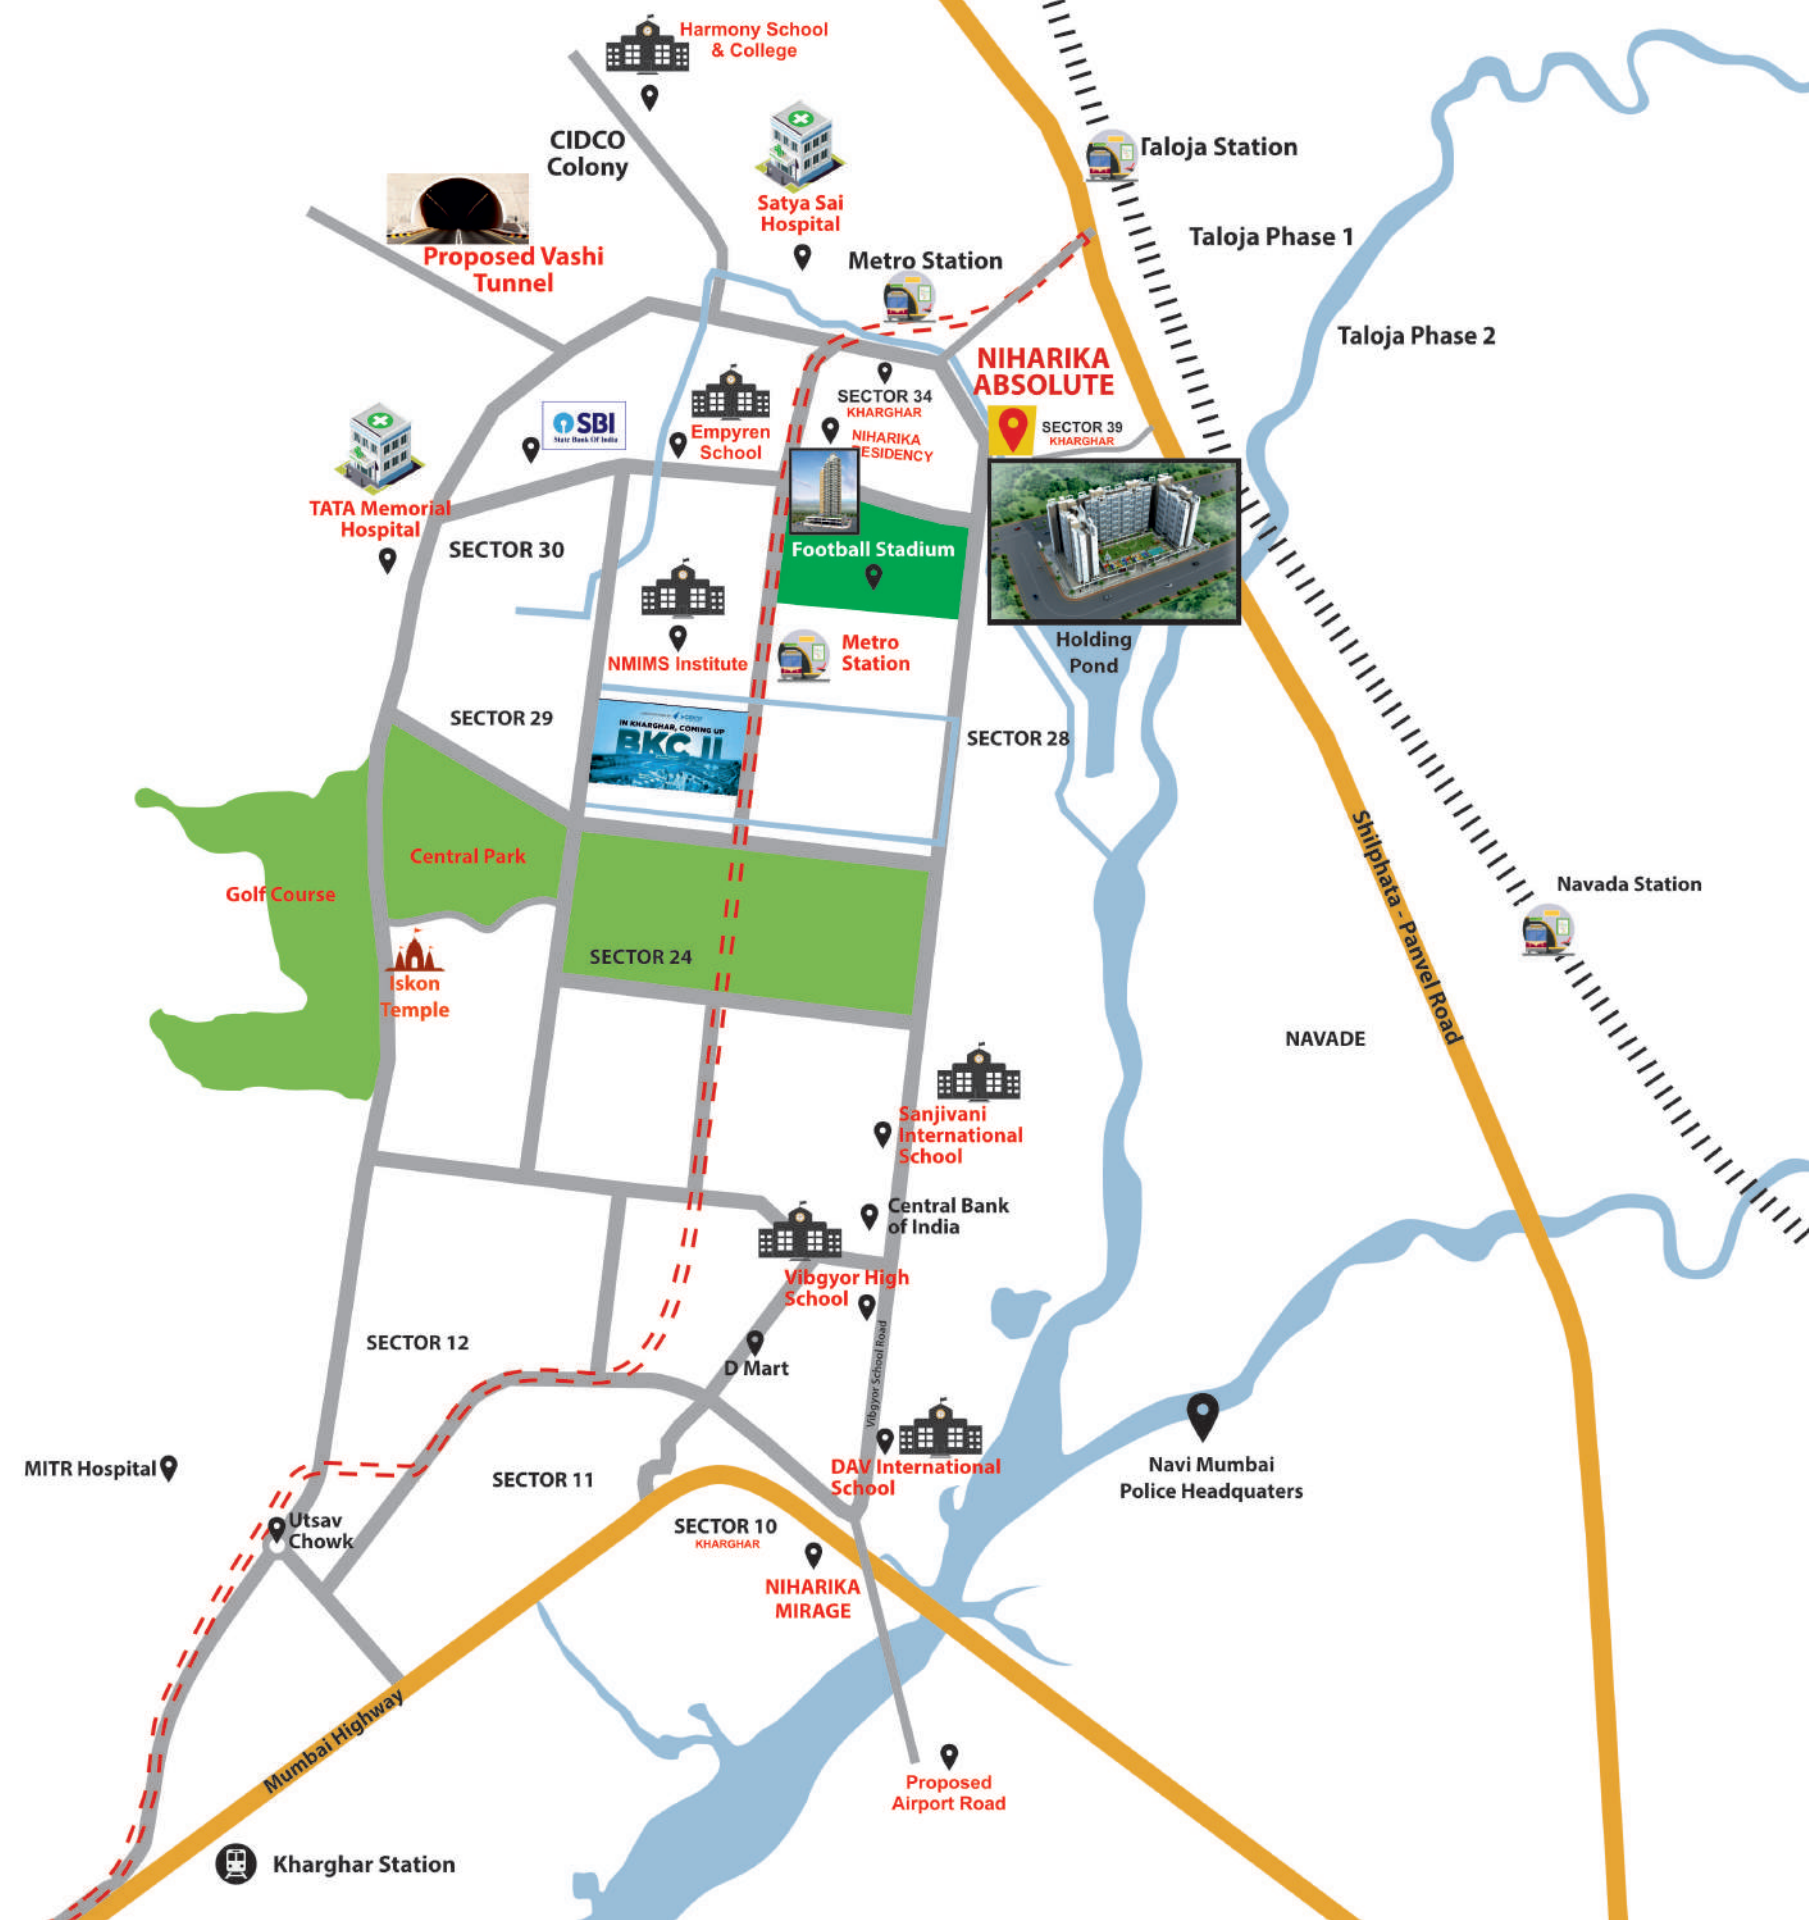 Harmony School
& College
CIDCO
Colony
Satya Sai
Hospital
Taloja Station
Taloja Phase 1
Proposed Vashi
Tunnel
Metro Station
Taloja Phase 2
NIHARIKA
ABSOLUTE
SECTOR 34
KHARGHAR
SECTOR 39
KHARGHAR
SBI
State Bank Of India
Empyren
School
NIHARIKA
RESIDENCY
TATA Memorial
Hospital
SECTOR 30
Football Stadium
Holding
Pond
NMIMS Institute
Metro
Station
SECTOR 29
IN KHARGHAR, COMING UP
BKC II
SECTOR 28
Central Park
Golf Course
Shilphata - Panvel Road
Navada Station
SECTOR 24
Iskon
Temple
NAVADE
Sanjivani
International
School
Central Bank
of India
Vibgyor High
School
SECTOR 12
D Mart
Vibgyor School Road
MITR Hospital
SECTOR 11
DAV International
School
Navi Mumbai
Police Headquaters
Utsav
Chowk
SECTOR 10
KHARGHAR
NIHARIKA
MIRAGE
Mumbai Highway
Proposed
Airport Road
Kharghar Station